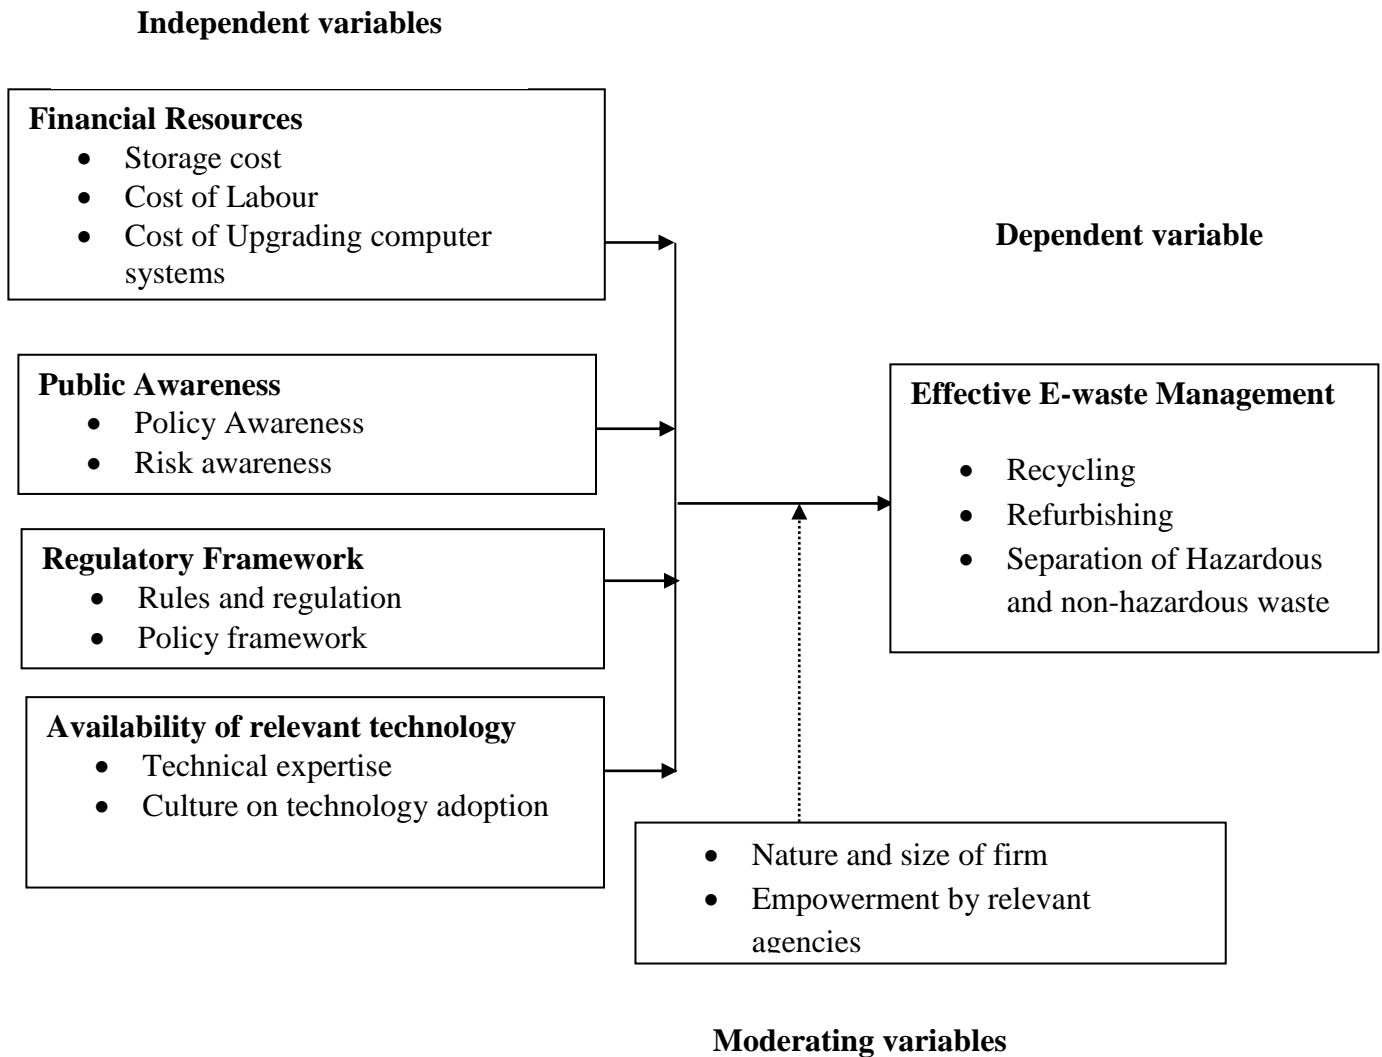 Independent variables
Financial Resources
• Storage cost
• Cost of Labour
• Cost of Upgrading computer
systems
Dependent variable
Public Awareness
• Policy Awareness
• Risk awareness
Effective E-waste Management
• Recycling
• Refurbishing
• Separation of Hazardous
and non-hazardous waste
Regulatory Framework
• Rules and regulation
• Policy framework
Availability of relevant technology
• Technical expertise
• Culture on technology adoption
• Nature and size of firm
• Empowerment by relevant
agencies
Moderating variables